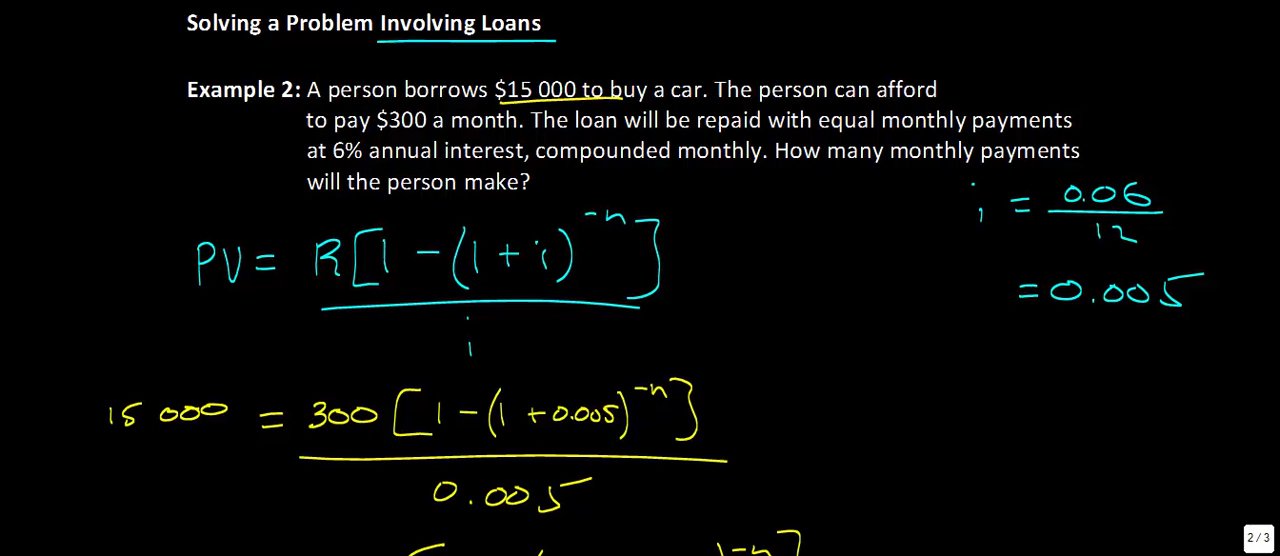 Solving a Problem Involving Loans
Example 2: A person borrows $15 000 to buy a car. The person can afford
to pay $300 a month. The loan will be repaid with equal monthly payments
at 6% annual interest, compounded monthly. How many monthly payments
will the person make?
i = 0.06 / 12
= 0.005
PV = R[1 - (1 + i)^-n] / i
15 000 = 300 [1 - (1 + 0.005)^-n] / 0.005
2 / 3